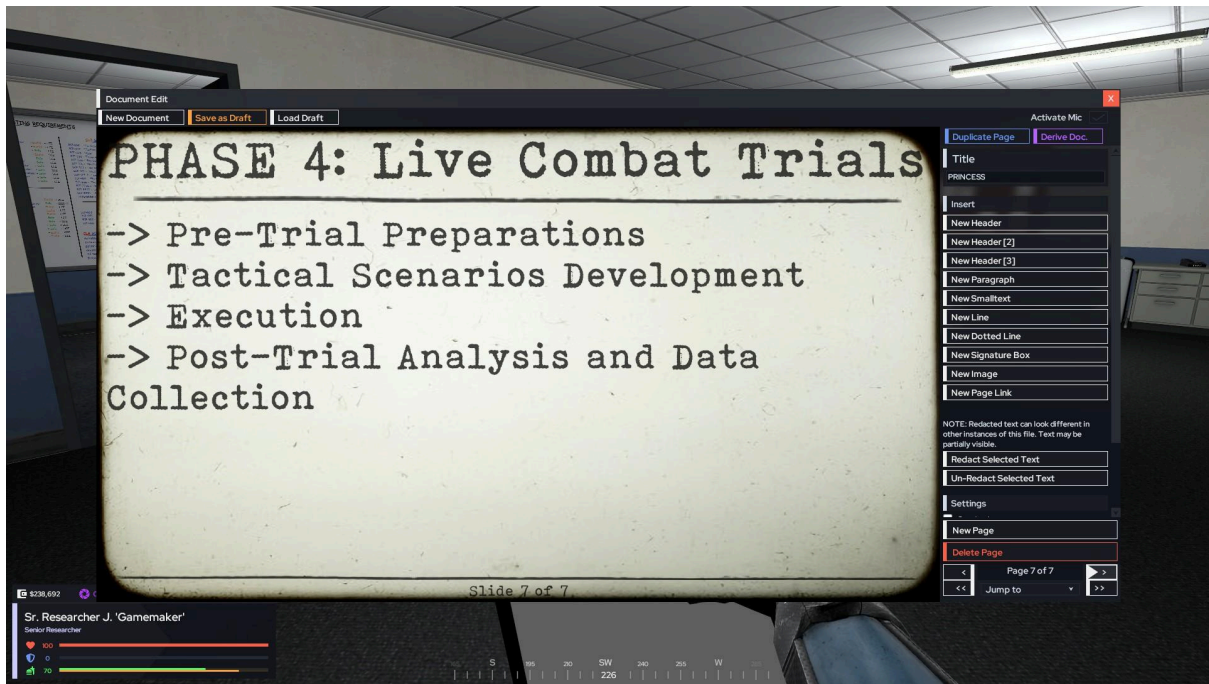 Document Edit
X
New Document
Save as Draft
Load Draft
Activate Mic
PHASE 4: Live Combat Trials
-> Pre-Trial Preparations
-> Tactical Scenarios Development
-> Execution
-> Post-Trial Analysis and Data
Collection
Slide 7 of 7
Duplicate Page
Derive Doc.
Title
PRINCESS
Insert
New Header
New Header [2]
New Header [3]
New Paragraph
New Smalltext
New Line
New Dotted Line
New Signature Box
New Image
New Page Link
NOTE: Redacted text can look different in
other instances of this file. Text may be
partially visible.
Redact Selected Text
Un-Redact Selected Text
Settings
New Page
Delete Page
<
Page 7 of 7
>
<<
Jump to
>>
$238,692
Sr. Researcher J. 'Gamemaker'
Senior Researcher
100
0
70
S
195
210
SW
240
255
W
226